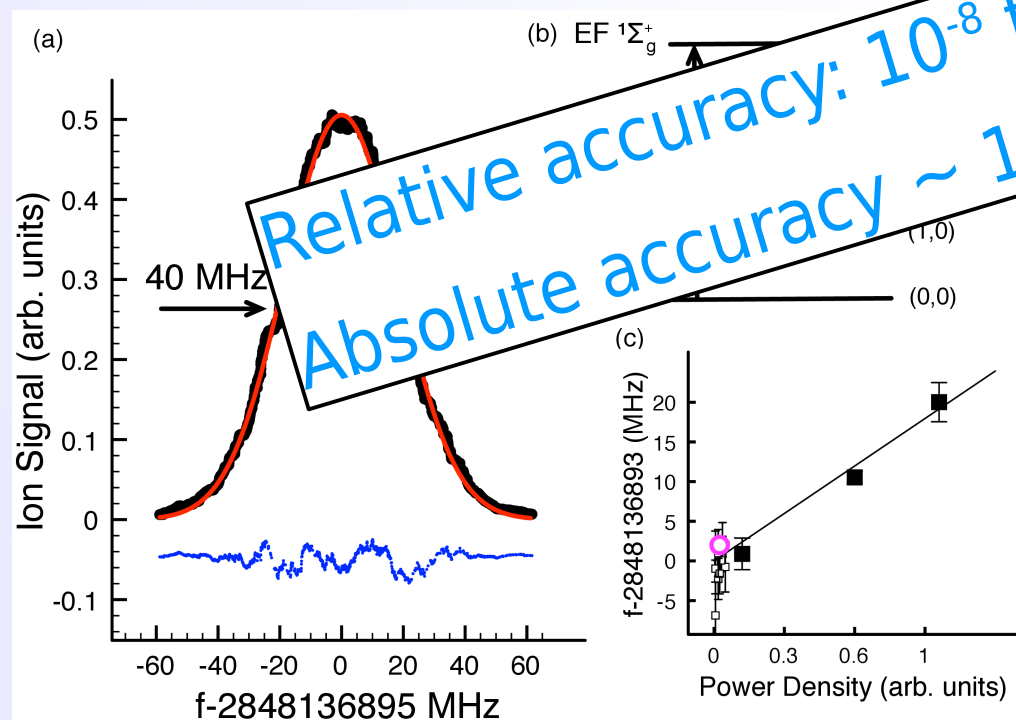 (a)
(b) EF ¹Σg⁺
Relative accuracy: 10⁻⁸
Absolute accuracy ~ 1
40 MHz
(1,0)
(0,0)
Ion Signal (arb. units)
0.5
0.4
0.3
0.2
0.1
0
-0.1
-60 -40 -20 0 20 40 60
f-2848136895 MHz
(c)
f-2848136893 (MHz)
20
15
10
5
0
-5
0 0.3 0.6 1
Power Density (arb. units)